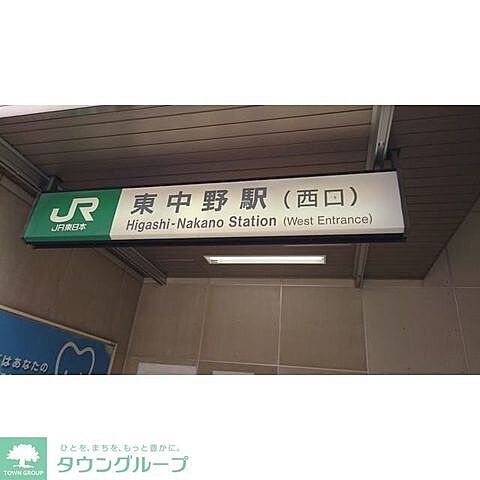 JR
JR東日本
東中野駅(西口)
Higashi-Nakano Station (West Entrance)
はあなたの
TOWN GROUP
ひとを、まちを、もっと豊かに。
タウングループ